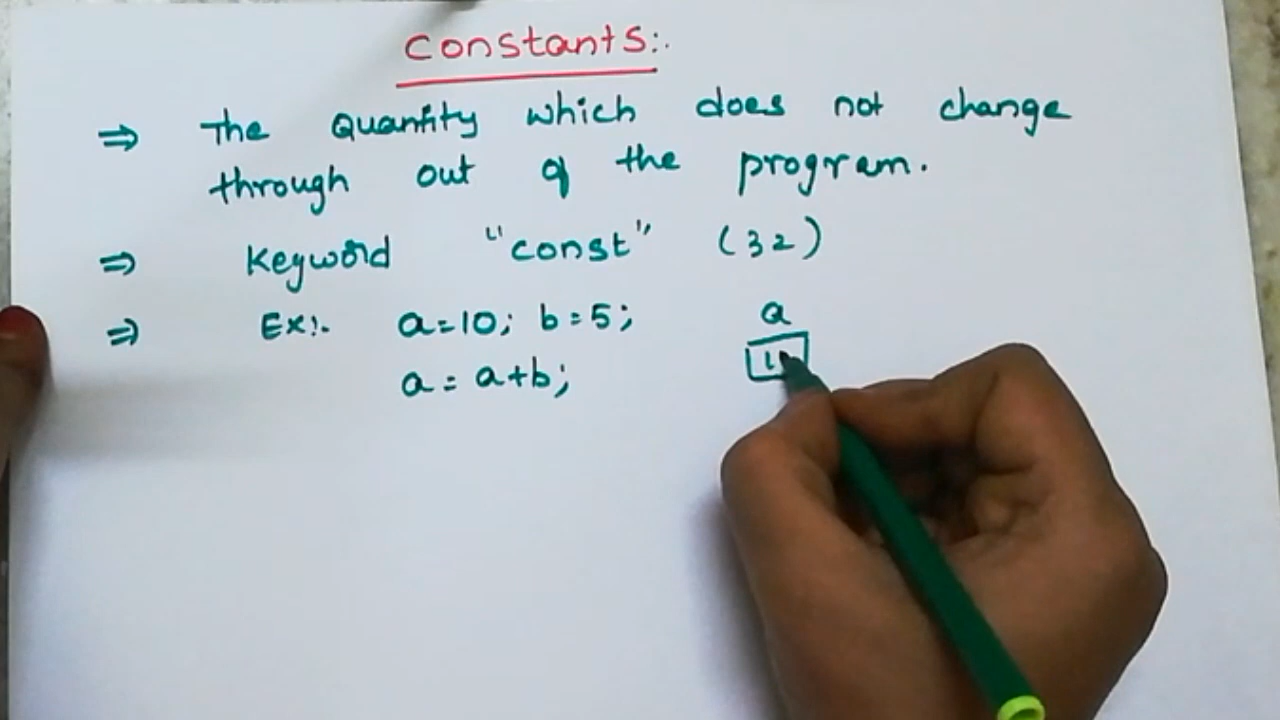 Constants:-
⇒ The Quantity which does not change
through out of the program.
⇒ Keyword "const" (32)
⇒ Ex:- a=10; b=5;
a = a+b;
a